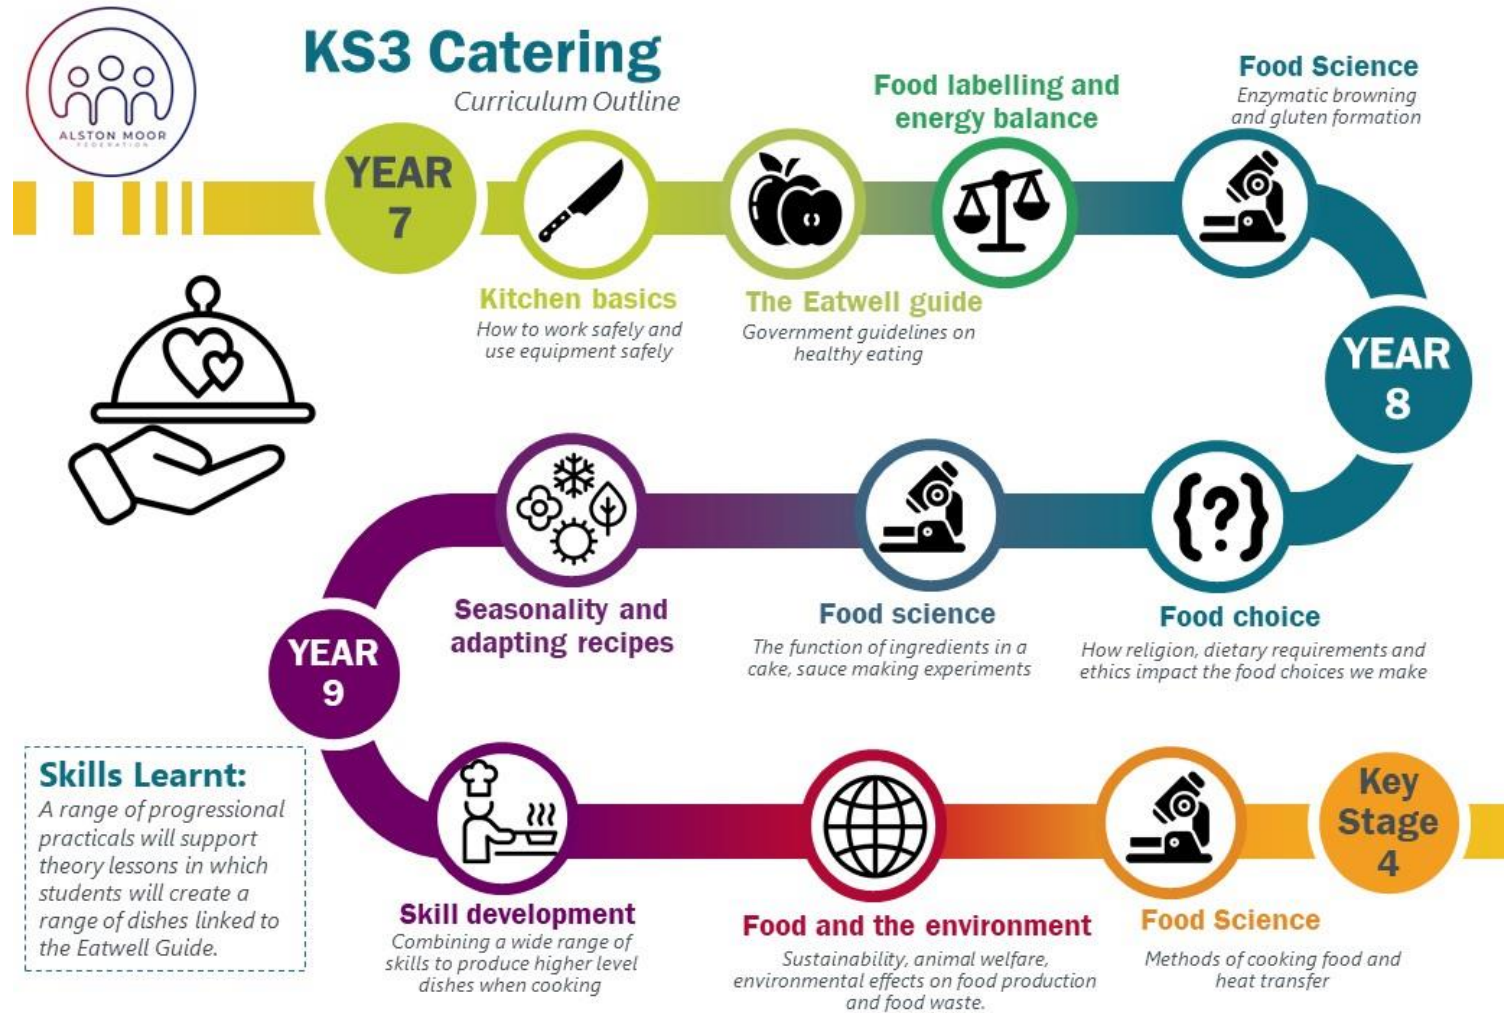 ALSTON MOOR
FEDERATION
KS3 Catering
Curriculum Outline
YEAR
7
Kitchen basics
How to work safely and
use equipment safely
The Eatwell guide
Government guidelines on
healthy eating
Food labelling and
energy balance
Food Science
Enzymatic browning
and gluten formation
YEAR
8
Food choice
How religion, dietary requirements and
ethics impact the food choices we make
Food science
The function of ingredients in a
cake, sauce making experiments
Seasonality and
adapting recipes
YEAR
9
Skill development
Combining a wide range of
skills to produce higher level
dishes when cooking
Food and the environment
Sustainability, animal welfare,
environmental effects on food production
and food waste.
Food Science
Methods of cooking food and
heat transfer
Key
Stage
4
Skills Learnt:
A range of progressional
practicals will support
theory lessons in which
students will create a
range of dishes linked to
the Eatwell Guide.